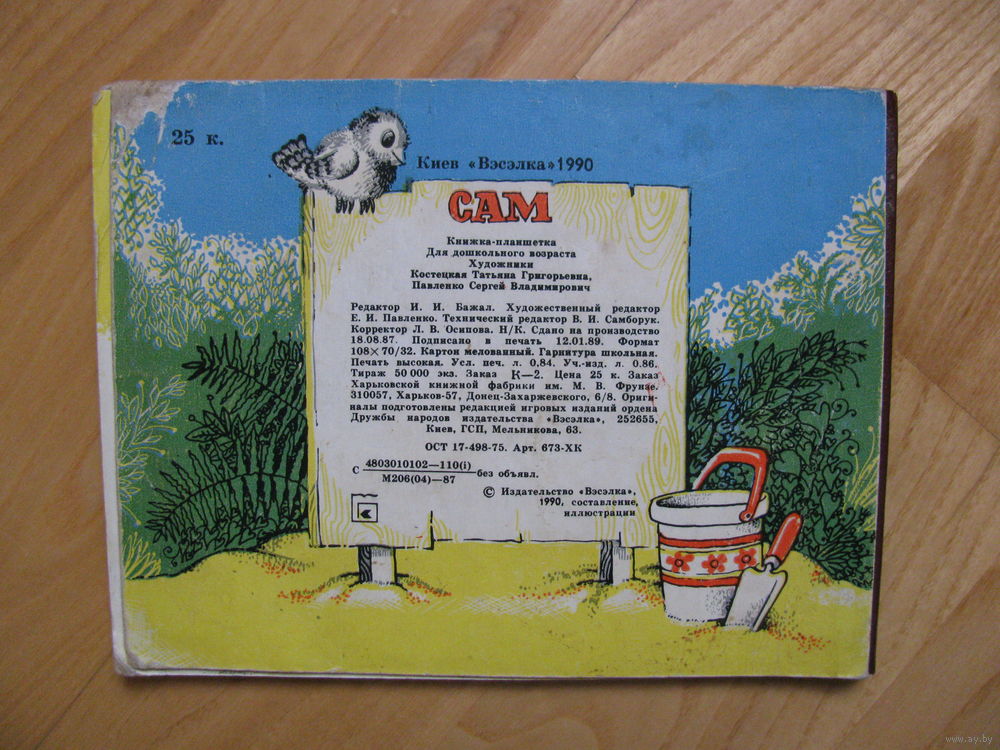 25 к.
Киев «Вэсэлка» 1990
САМ
Книжка-планшетка
Для дошкольного возраста
Художники
Костецкая Татьяна Григорьевна,
Павленко Сергей Владимирович
Редактор И. И. Бажал. Художественный редактор
Е. И. Павленко. Технический редактор В. И. Самборук.
Корректор Л. В. Осипова. Н/К. Сдано на производство
18.08.87. Подписано в печать 12.01.89. Формат
108×70/32. Картон мелованный. Гарнитура школьная.
Печать высокая. Усл. печ. л. 0,84. Уч.-изд. л. 0.86.
Тираж 50 000 экз. Заказ К—2. Цена 25 к. Заказ
Харьковской книжной фабрики им. М. В. Фрунзе.
310057, Харьков-57, Донец-Захаржевского, 6/8. Ориги-
налы подготовлены редакцией игровых изданий ордена
Дружбы народов издательства «Вэсэлка», 252655,
Киев, ГСП, Мельникова, 63.
ОСТ 17-498-75. Арт. 673-ХК
С 4803010102—110(i) без объявл.
М206(04)—87
© Издательство «Вэсэлка»,
1990, составление,
иллюстрации
www.ay.by